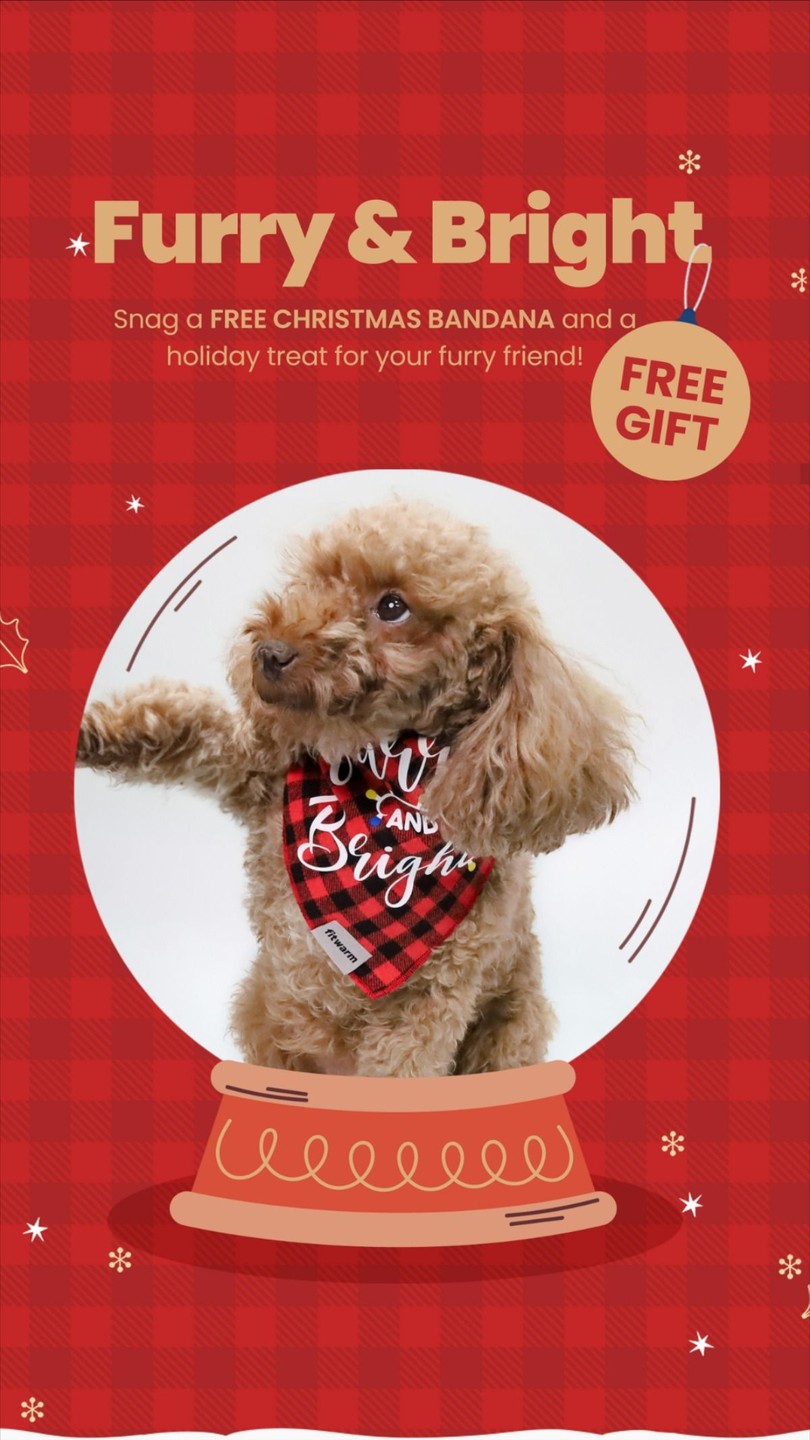 Furry & Bright
Snag a FREE CHRISTMAS BANDANA and a
holiday treat for your furry friend!
FREE
GIFT
AND
Bright
fitwarm